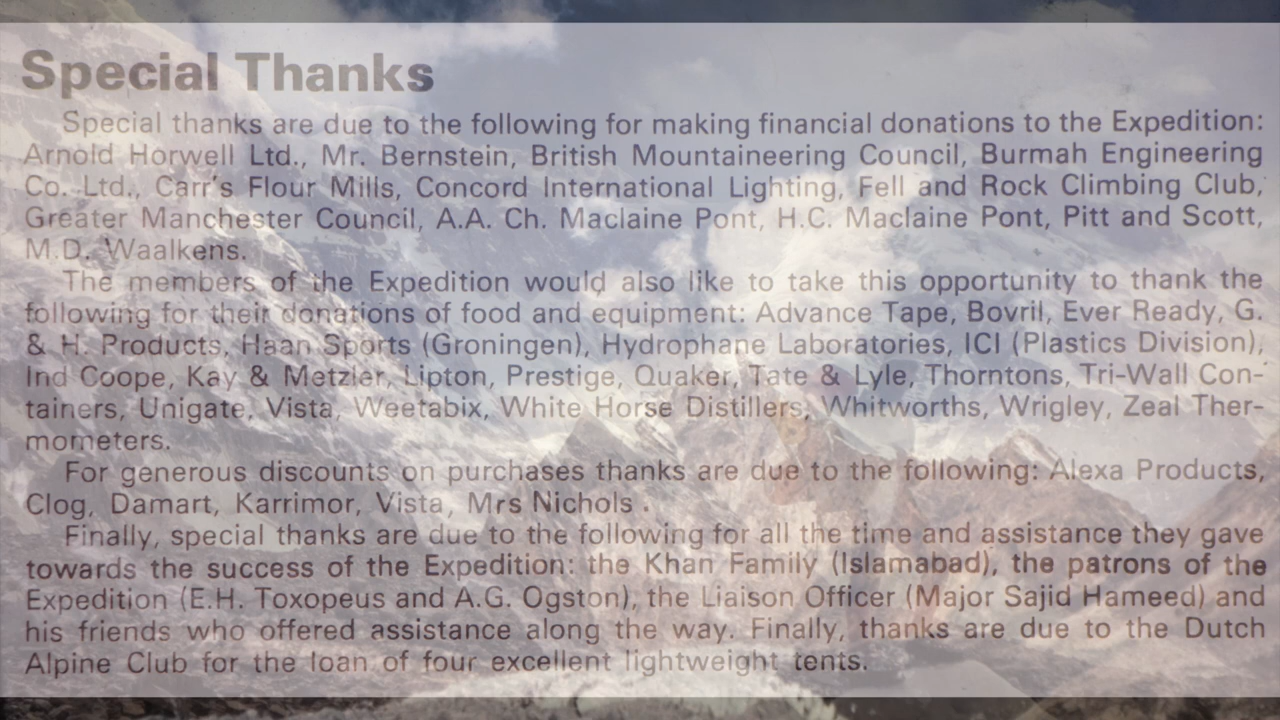 Special Thanks
Special thanks are due to the following for making financial donations to the Expedition:
Arnold Horwell Ltd., Mr. Bernstein, British Mountaineering Council, Burmah Engineering
Co. Ltd., Carr's Flour Mills, Concord International Lighting, Fell and Rock Climbing Club,
Greater Manchester Council, A.A. Ch. Maclaine Pont, H.C. Maclaine Pont, Pitt and Scott,
M.D. Waalkens.
The members of the Expedition would also like to take this opportunity to thank the
following for their donations of food and equipment: Advance Tape, Bovril, Ever Ready, G.
& H. Products, Haan Sports (Groningen), Hydrophane Laboratories, ICI (Plastics Division),
Ind Coope, Kay & Metzler, Lipton, Prestige, Quaker, Tate & Lyle, Thorntons, Tri-Wall Con-
tainers, Unigate, Vista, Weetabix, White Horse Distillers, Whitworths, Wrigley, Zeal Ther-
mometers.
For generous discounts on purchases thanks are due to the following: Alexa Products,
Clog, Damart, Karrimor, Vista, Mrs Nichols .
Finally, special thanks are due to the following for all the time and assistance they gave
towards the success of the Expedition: the Khan Family (Islamabad), the patrons of the
Expedition (E.H. Toxopeus and A.G. Ogston), the Liaison Officer (Major Sajid Hameed) and
his friends who offered assistance along the way. Finally, thanks are due to the Dutch
Alpine Club for the loan of four excellent lightweight tents.